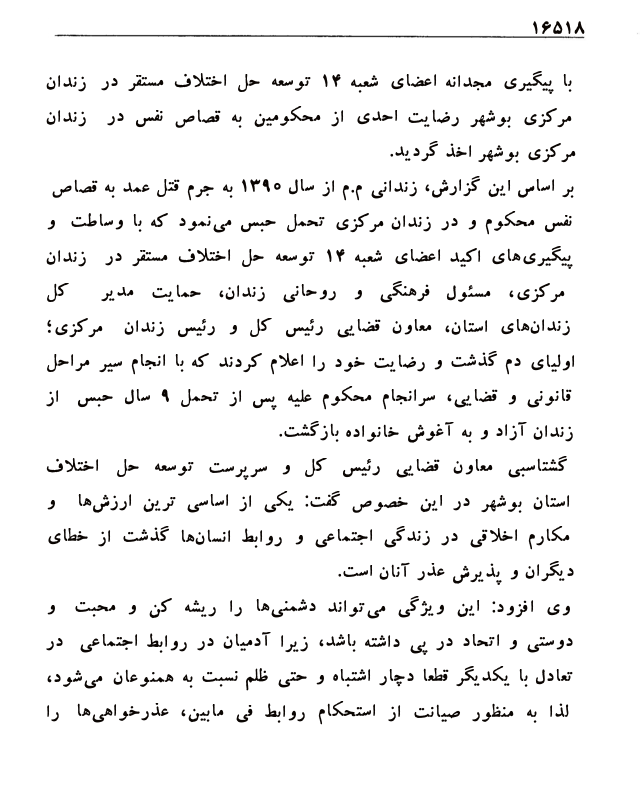 ۱۶۵۱۸
با پیگیری مجدانه اعضای شعبه ۱۴ توسعه حل اختلاف مستقر در زندان
مرکزی بوشهر رضایت احدی از محکومین به قصاص نفس در زندان
مرکزی بوشهر اخذ گردید.
بر اساس این گزارش، زندانی م.م از سال ۱۳۹۰ به جرم قتل عمد به قصاص
نفس محکوم و در زندان مرکزی تحمل حبس می‌نمود که با وساطت و
پیگیری‌های اکید اعضای شعبه ۱۴ توسعه حل اختلاف مستقر در زندان
مرکزی، مسئول فرهنگی و روحانی زندان، حمایت مدیر کل
زندان‌های استان، معاون قضایی رئیس کل و رئیس زندان مرکزی؛
اولیای دم گذشت و رضایت خود را اعلام کردند که با انجام سیر مراحل
قانونی و قضایی، سرانجام محکوم علیه پس از تحمل ۹ سال حبس از
زندان آزاد و به آغوش خانواده بازگشت.
گشتاسبی معاون قضایی رئیس کل و سرپرست توسعه حل اختلاف
استان بوشهر در این خصوص گفت: یکی از اساسی ترین ارزش‌ها و
مکارم اخلاقی در زندگی اجتماعی و روابط انسان‌ها گذشت از خطای
دیگران و پذیرش عذر آنان است.
وی افزود: این ویژگی می‌تواند دشمنی‌ها را ریشه کن و محبت و
دوستی و اتحاد در پی داشته باشد، زیرا آدمیان در روابط اجتماعی در
تعادل با یکدیگر قطعا دچار اشتباه و حتی ظلم نسبت به همنوعان می‌شود،
لذا به منظور صیانت از استحکام روابط فی مابین، عذرخواهی‌ها را